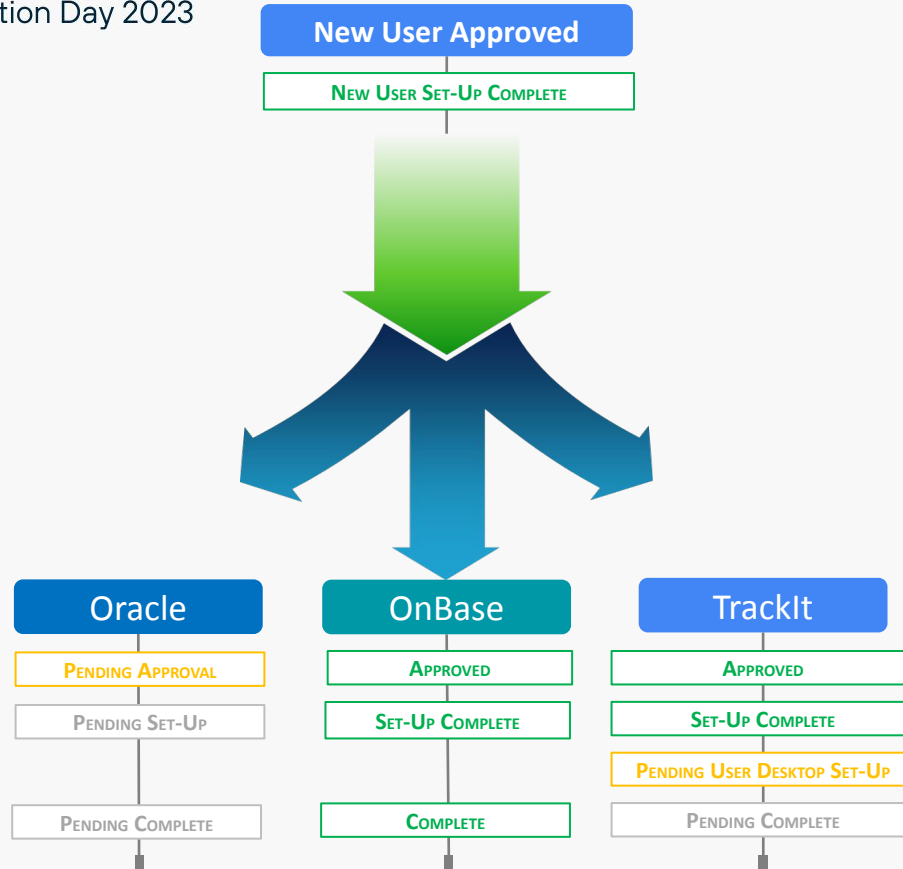 tion Day 2023
New User Approved
New User Set-Up Complete
Oracle
OnBase
TrackIt
Pending Approval
Approved
Approved
Pending Set-Up
Set-Up Complete
Set-Up Complete
Pending User Desktop Set-Up
Pending Complete
Complete
Pending Complete